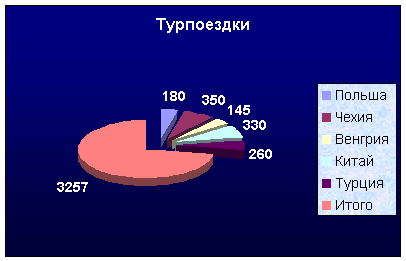 Турпоездки
180
350
145
330
260
3257
Польша
Чехия
Венгрия
Китай
Турция
Итого